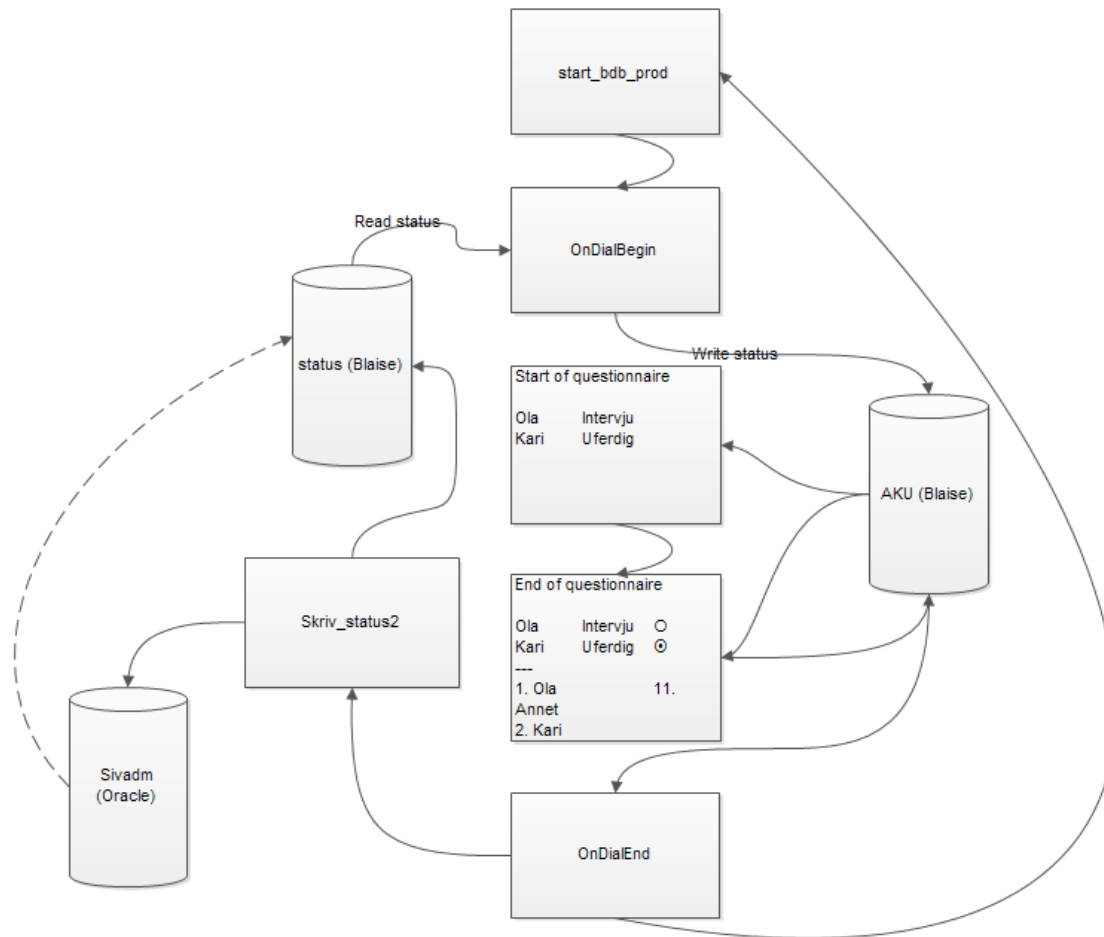 start_bdb_prod
Read status
OnDialBegin
status (Blaise)
Write status
Start of questionnaire
Ola Intervju
Kari Uferdig
AKU (Blaise)
End of questionnaire
Ola Intervju
Kari Uferdig
---
1. Ola 11.
Annet
2. Kari
Skriv_status2
Sivadm
(Oracle)
OnDialEnd